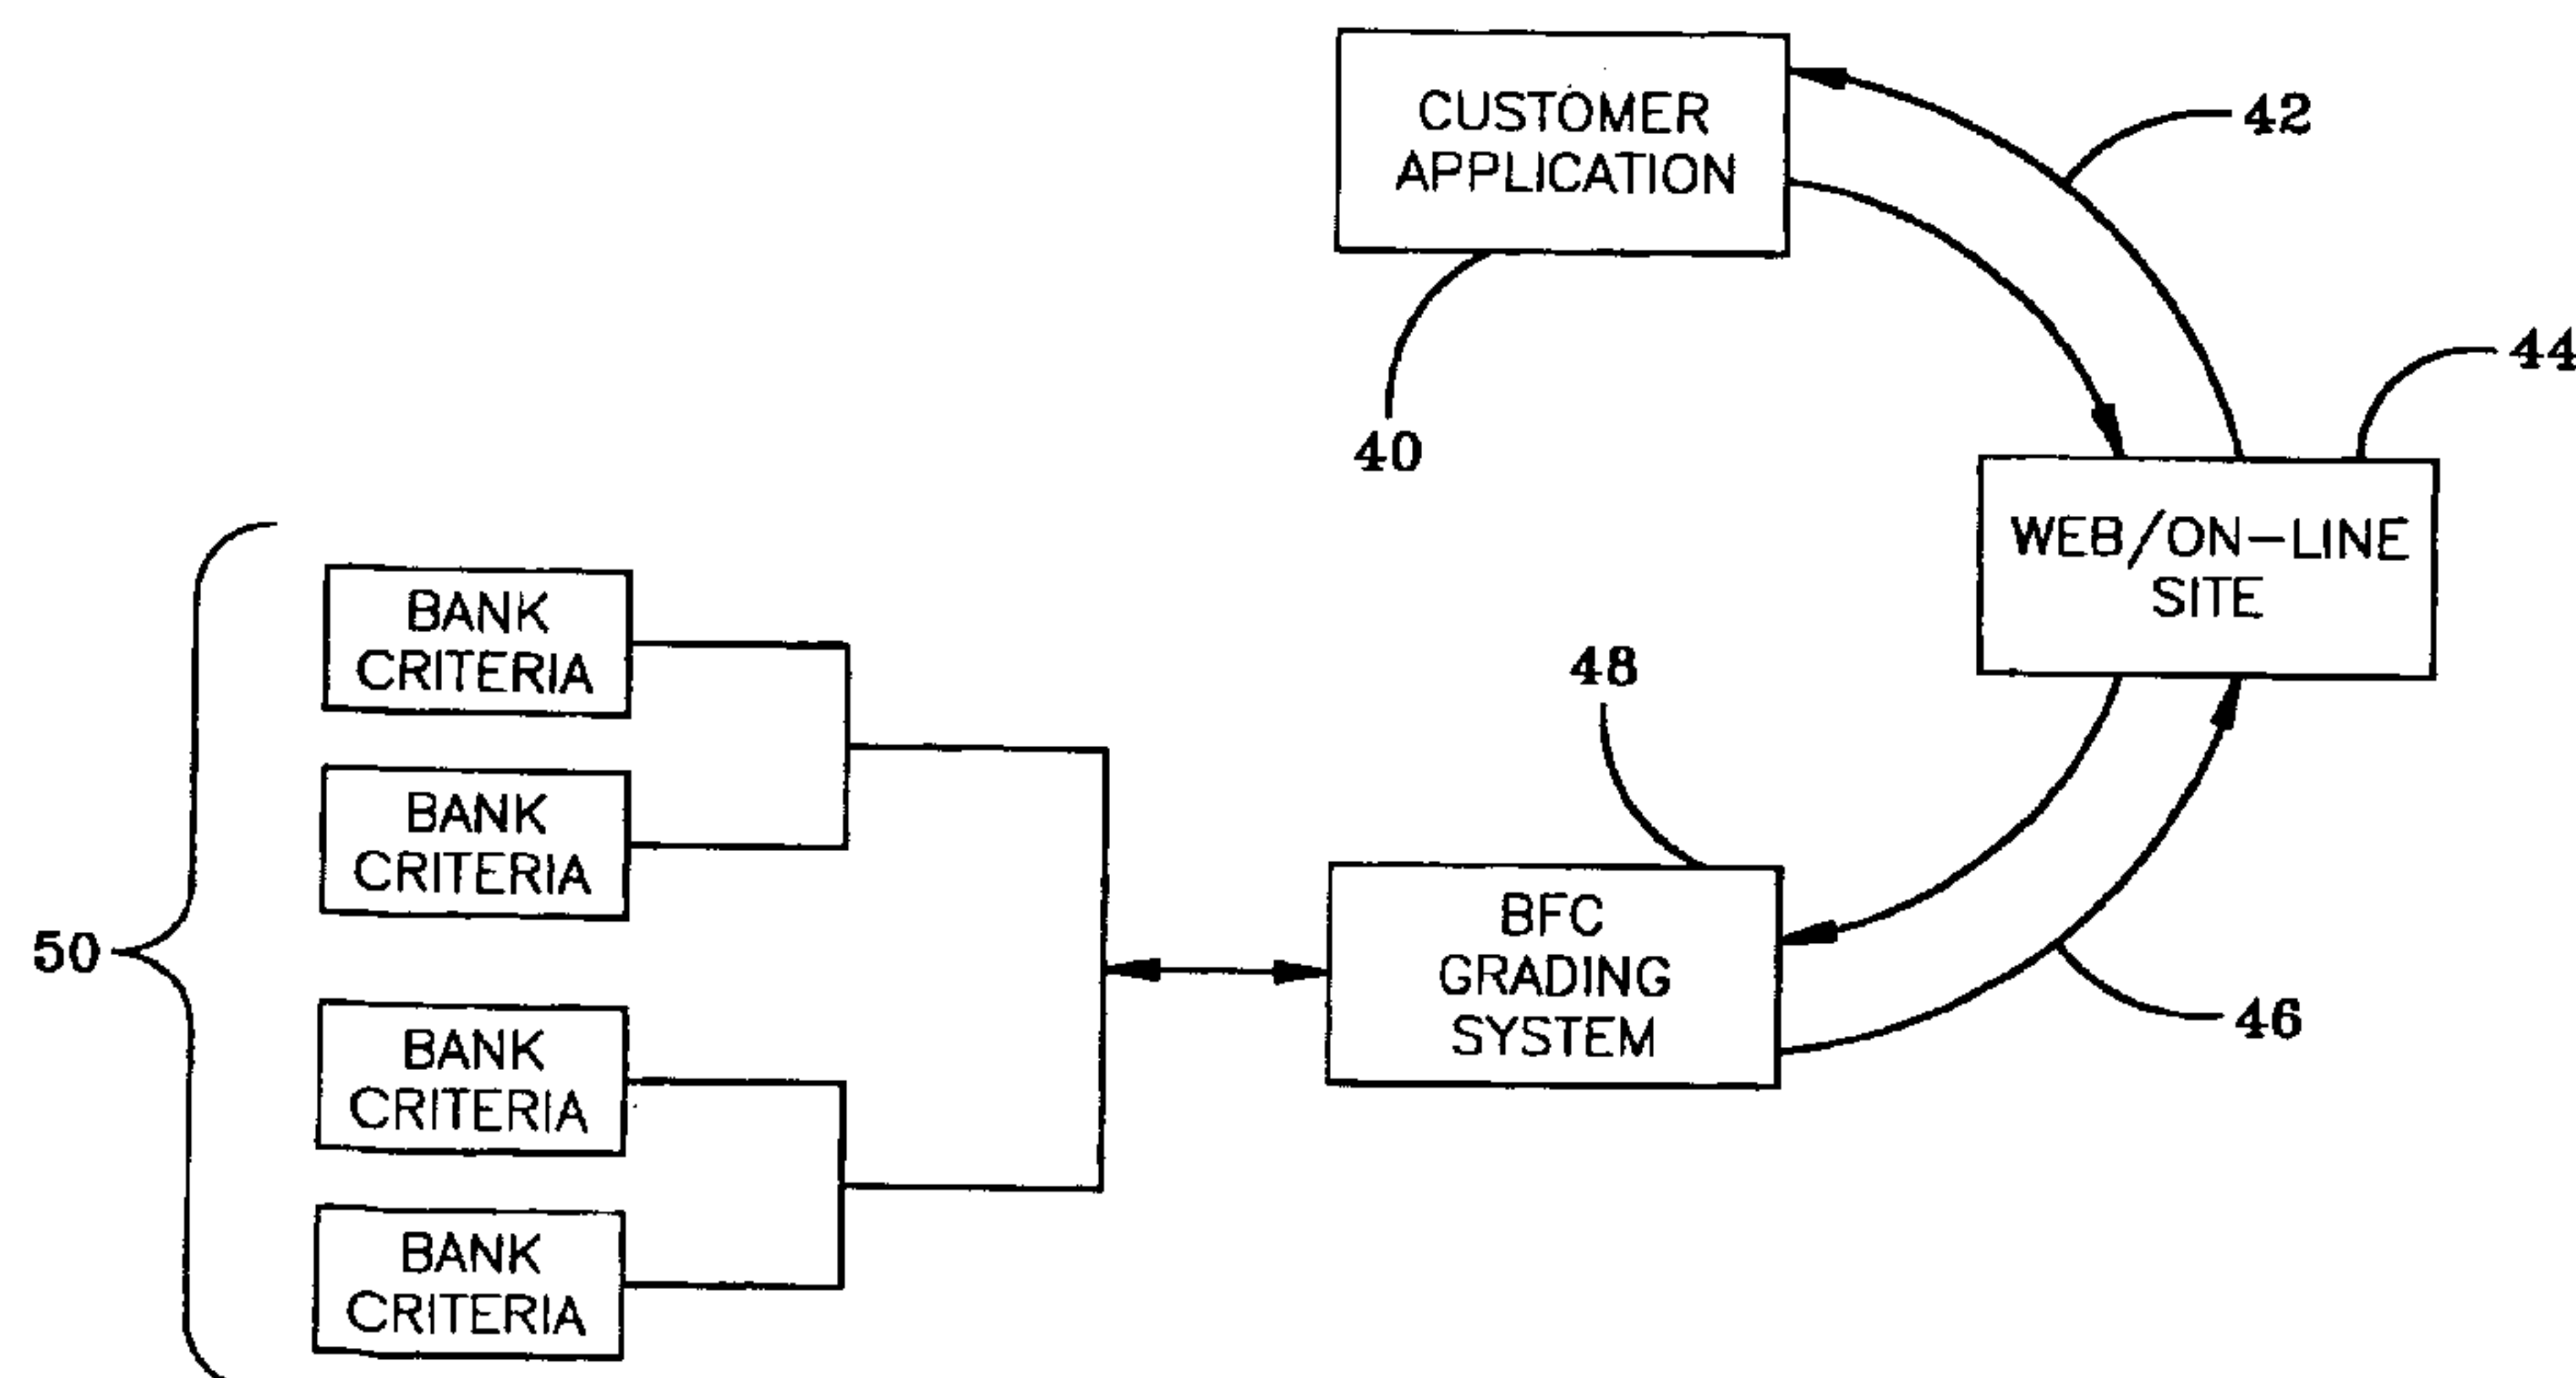 CUSTOMER
APPLICATION
42
40
44
WEB/ON-LINE
SITE
50
BANK
CRITERIA
BANK
CRITERIA
BANK
CRITERIA
BANK
CRITERIA
48
BFC
GRADING
SYSTEM
46